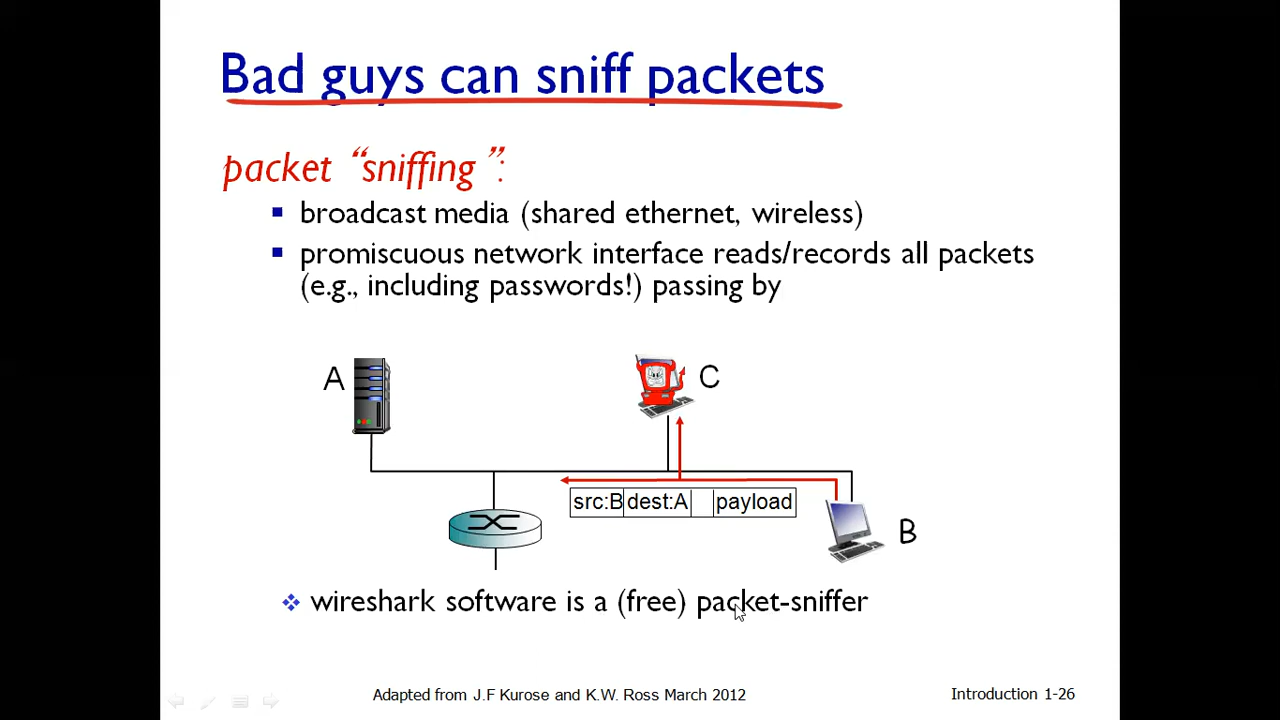 Bad guys can sniff packets
packet “sniffing”:
broadcast media (shared ethernet, wireless)
promiscuous network interface reads/records all packets
(e.g., including passwords!) passing by
A
C
src:B dest:A payload
B
wireshark software is a (free) packet-sniffer
Adapted from J.F Kurose and K.W. Ross March 2012
Introduction 1-26